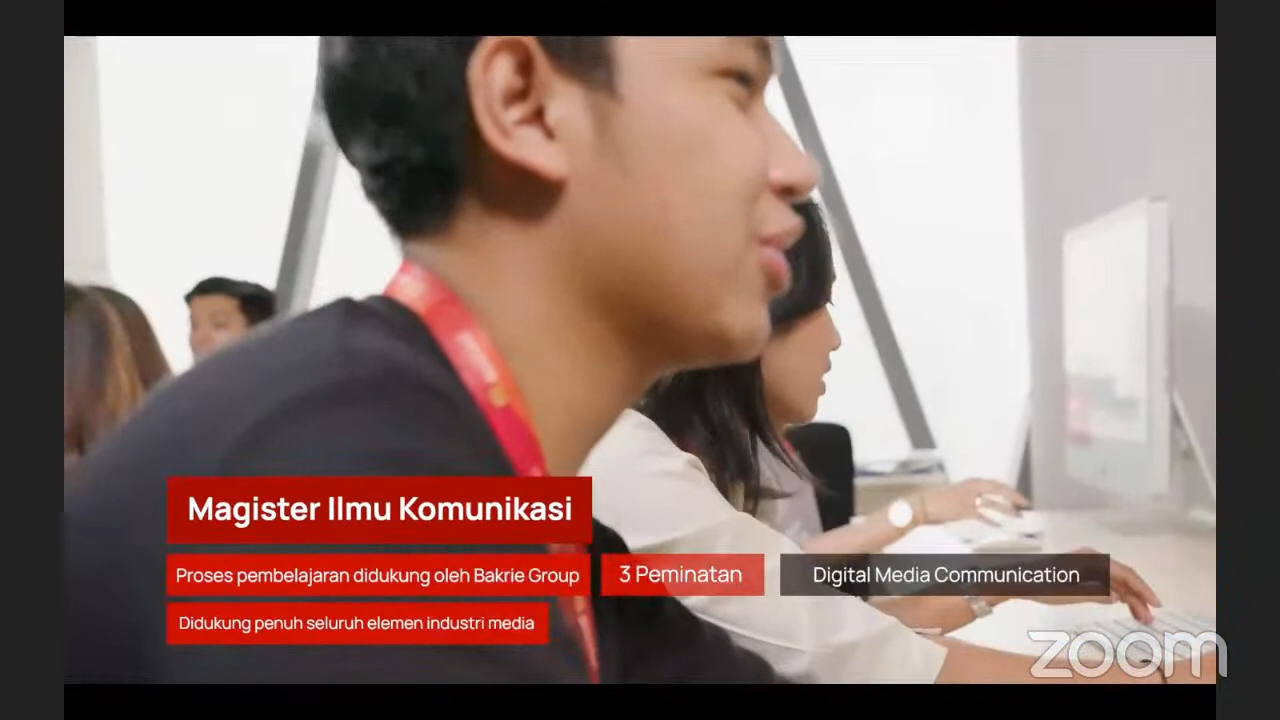 Magister Ilmu Komunikasi
Proses pembelajaran didukung oleh Bakrie Group
3 Peminatan
Digital Media Communication
Didukung penuh seluruh elemen industri media
zoom